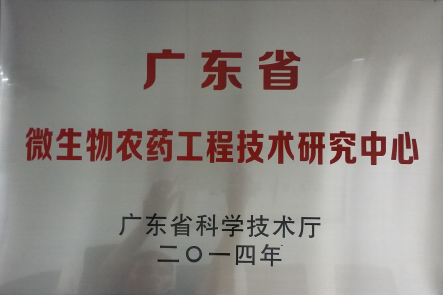 广东省
微生物农药工程技术研究中心
广东省科学技术厅
二〇一四年